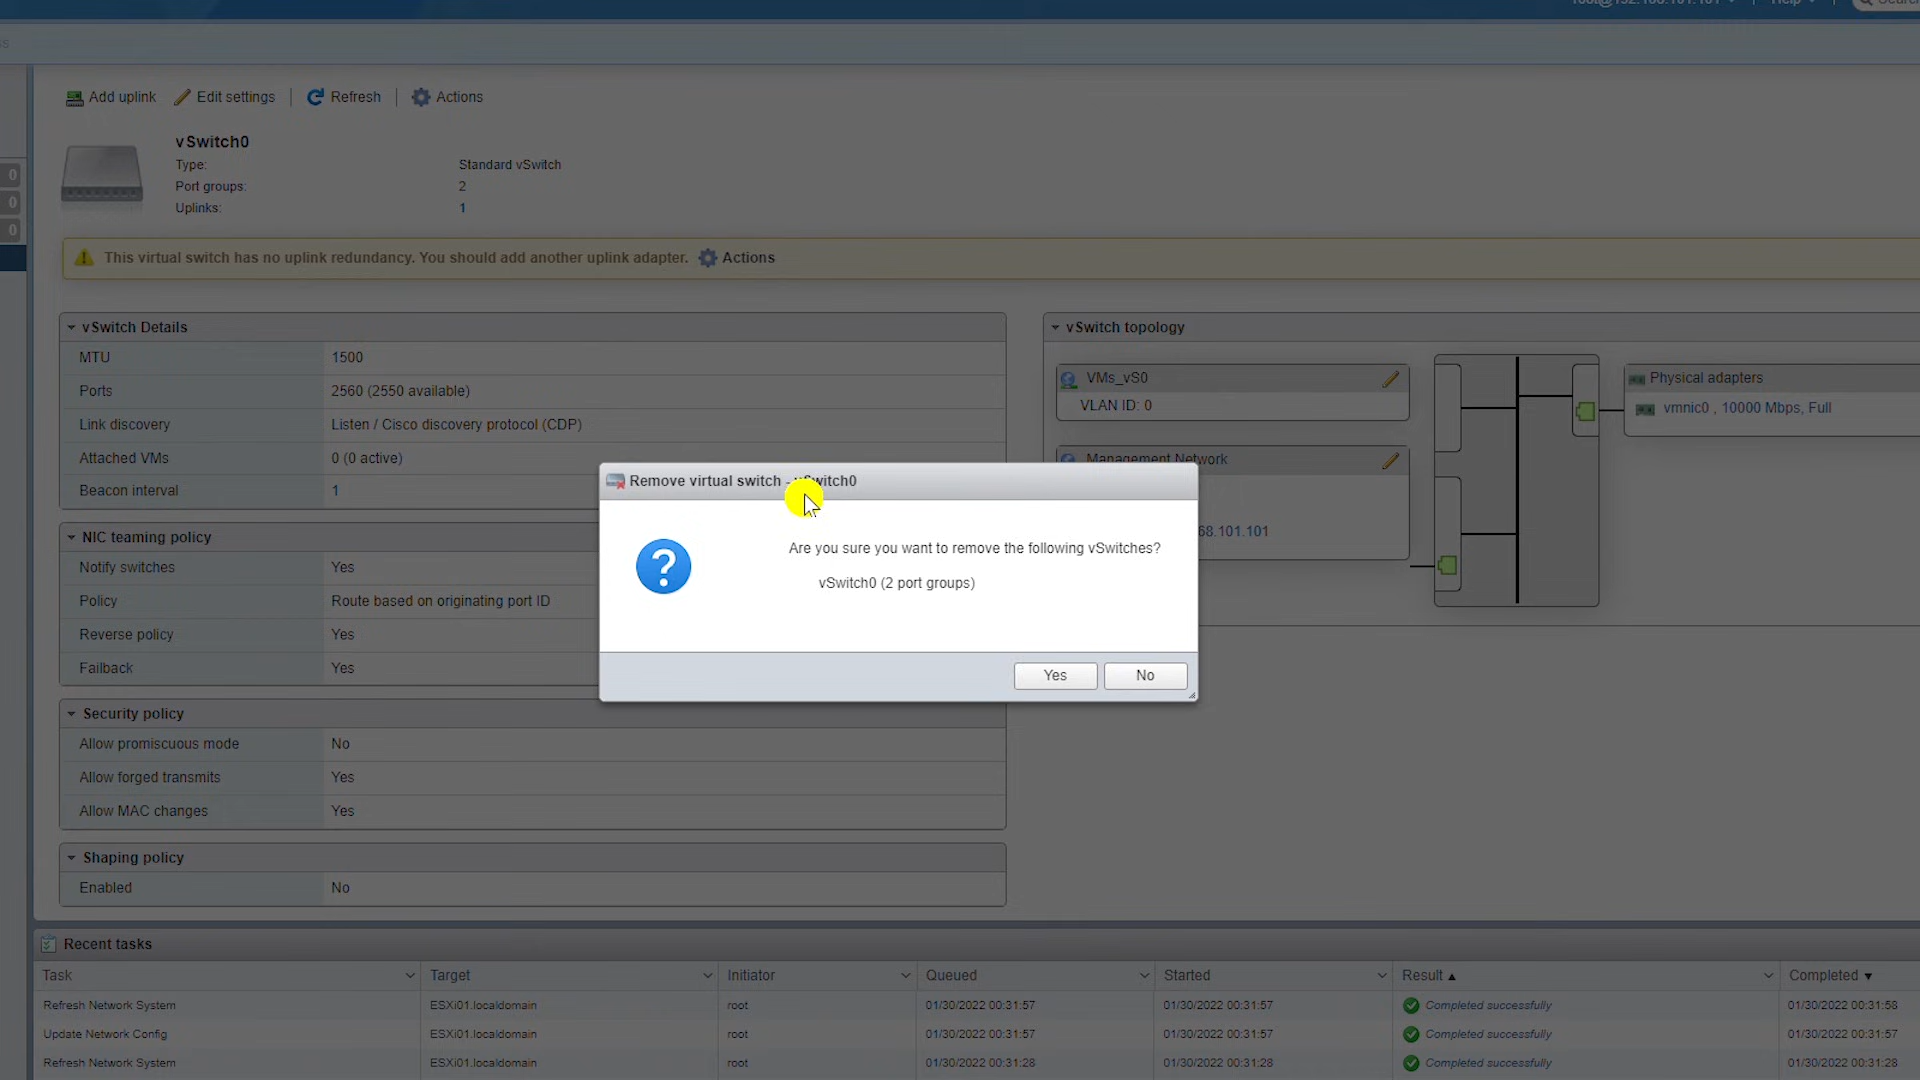 Help
Add uplink
Edit settings
Refresh
Actions
vSwitch0
Type: Standard vSwitch
Port groups: 2
Uplinks: 1
0
0
0
This virtual switch has no uplink redundancy. You should add another uplink adapter. Actions
vSwitch Details
MTU 1500
Ports 2560 (2550 available)
Link discovery Listen / Cisco discovery protocol (CDP)
Attached VMs 0 (0 active)
Beacon interval 1
NIC teaming policy
Notify switches Yes
Policy Route based on originating port ID
Reverse policy Yes
Failback Yes
Security policy
Allow promiscuous mode No
Allow forged transmits Yes
Allow MAC changes Yes
Shaping policy
Enabled No
vSwitch topology
VMs_vS0
VLAN ID: 0
Management Network
68.101.101
Physical adapters
vmnic0 , 10000 Mbps, Full
Remove virtual switch - vSwitch0
Are you sure you want to remove the following vSwitches?
vSwitch0 (2 port groups)
Yes
No
Recent tasks
Task Target Initiator Queued Started Result ▲ Completed ▼
Refresh Network System ESXi01.localdomain root 01/30/2022 00:31:57 01/30/2022 00:31:57 Completed successfully 01/30/2022 00:31:58
Update Network Config ESXi01.localdomain root 01/30/2022 00:31:57 01/30/2022 00:31:57 Completed successfully 01/30/2022 00:31:57
Refresh Network System ESXi01.localdomain root 01/30/2022 00:31:28 01/30/2022 00:31:28 Completed successfully 01/30/2022 00:31:28